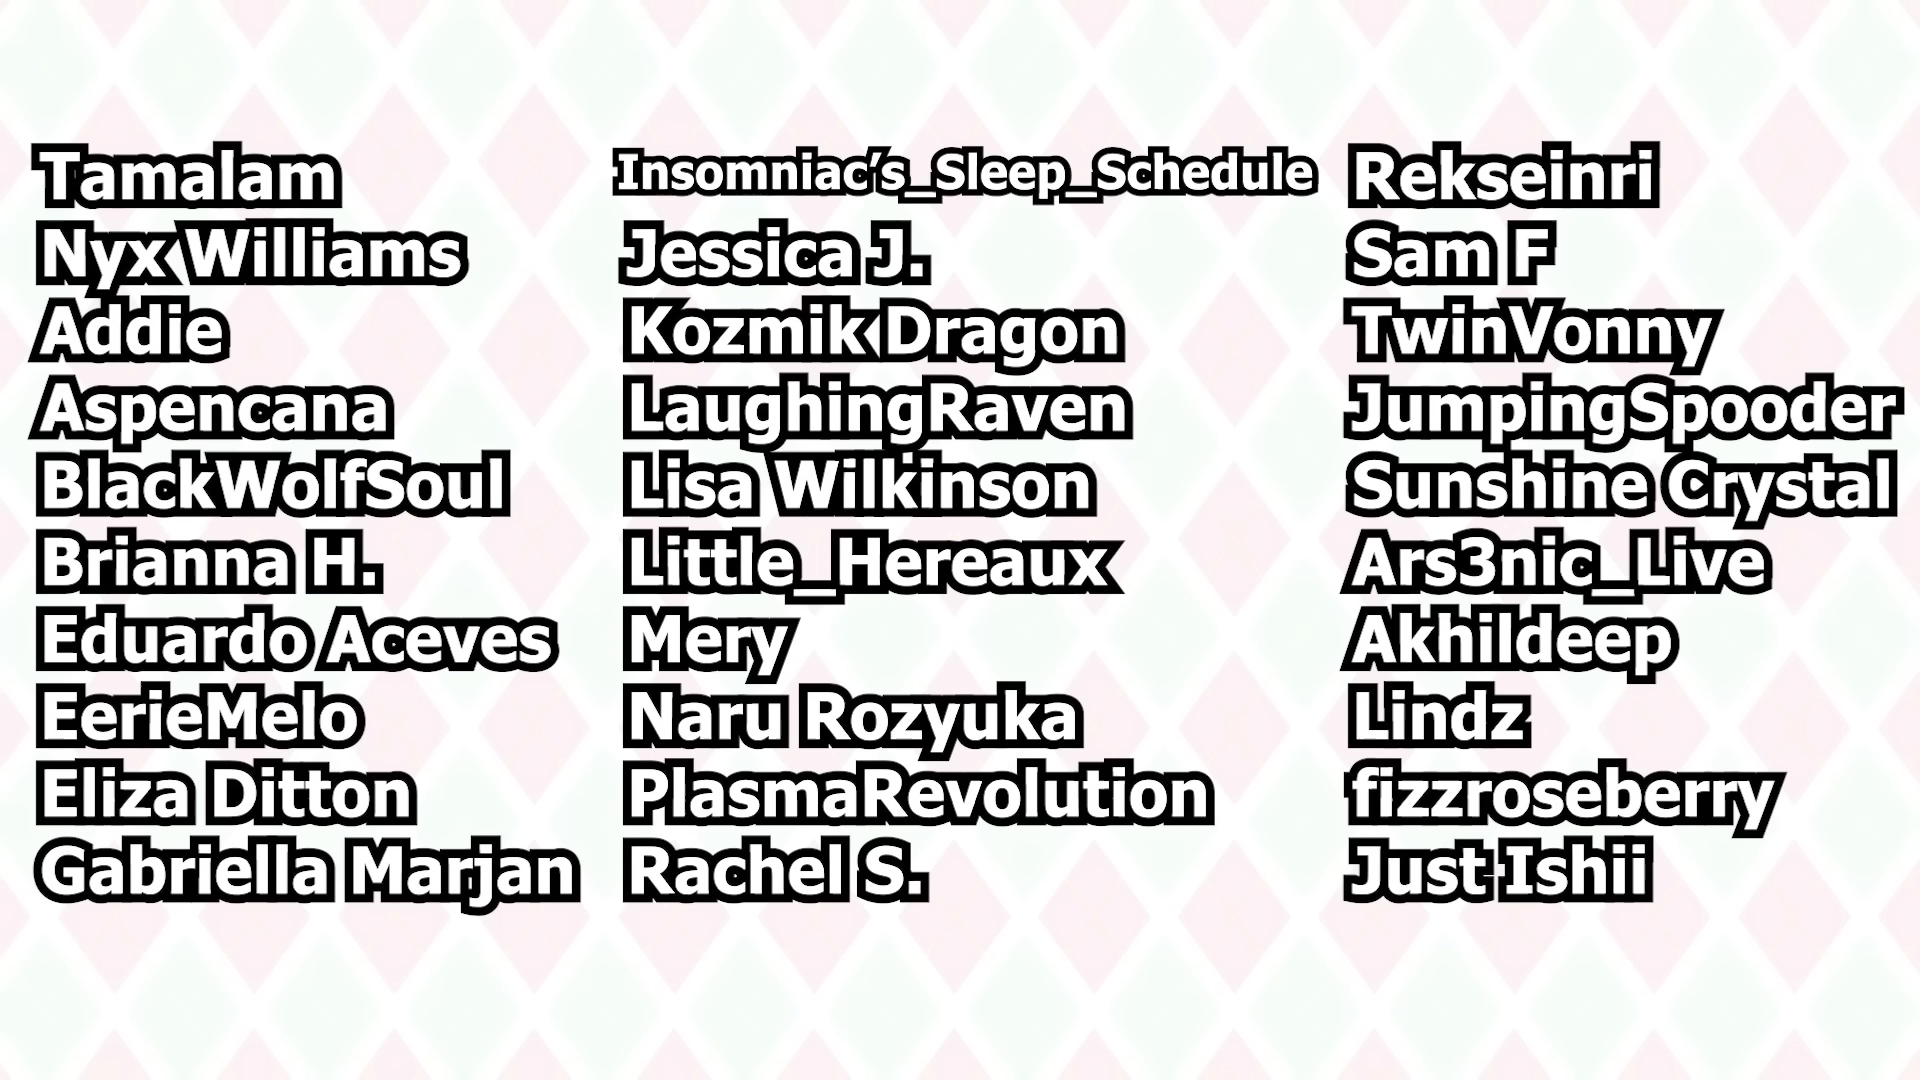 Tamalam
Nyx Williams
Addie
Aspencana
BlackWolfSoul
Brianna H.
Eduardo Aceves
EerieMelo
Eliza Ditton
Gabriella Marjan
Insomniac’s_Sleep_Schedule
Jessica J.
Kozmik Dragon
LaughingRaven
Lisa Wilkinson
Little_Hereaux
Mery
Naru Rozyuka
PlasmaRevolution
Rachel S.
Rekseinri
Sam F
TwinVonny
JumpingSpooder
Sunshine Crystal
Ars3nic_Live
Akhildeep
Lindz
fizzroseberry
Just Ishii